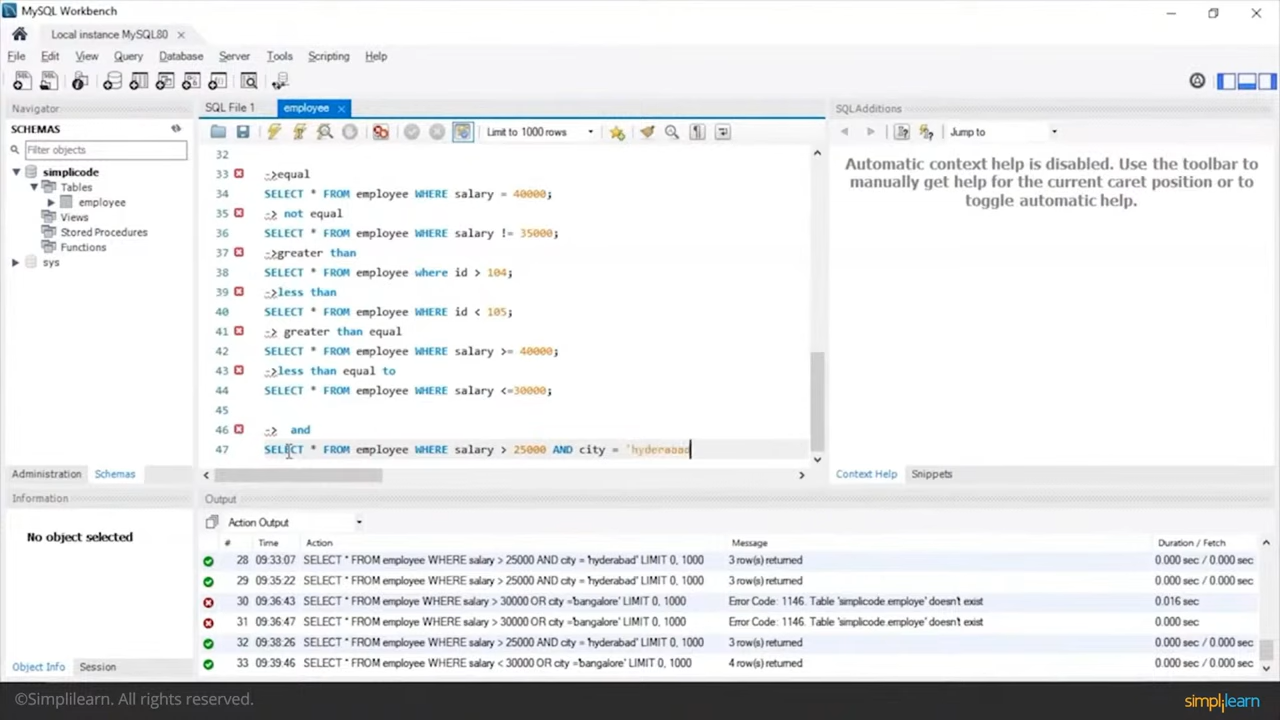 MySQL Workbench
Local instance MySQL80
File Edit View Query Database Server Tools Scripting Help
Navigator
SCHEMAS
Filter objects
simplicode
Tables
employee
Views
Stored Procedures
Functions
sys
Administration Schemas
Information
No object selected
Object Info Session
SQL File 1 employee
Limit to 1000 rows
32
33 ->equal
34 SELECT * FROM employee WHERE salary = 40000;
35 -> not equal
36 SELECT * FROM employee WHERE salary != 35000;
37 ->greater than
38 SELECT * FROM employee where id > 104;
39 ->less than
40 SELECT * FROM employee WHERE id < 105;
41 -> greater than equal
42 SELECT * FROM employee WHERE salary >= 40000;
43 ->less than equal to
44 SELECT * FROM employee WHERE salary <=30000;
45
46 -> and
47 SELECT * FROM employee WHERE salary > 25000 AND city = 'hyderabad
SQLAdditions
Jump to
Automatic context help is disabled. Use the toolbar to
manually get help for the current caret position or to
toggle automatic help.
Context Help Snippets
Output
Action Output
# Time Action Message Duration / Fetch
28 09:33:07 SELECT * FROM employee WHERE salary > 25000 AND city = 'hyderabad' LIMIT 0, 1000 3 row(s) returned 0.000 sec / 0.000 sec
29 09:35:22 SELECT * FROM employee WHERE salary > 25000 AND city = 'hyderabad' LIMIT 0, 1000 3 row(s) returned 0.000 sec / 0.000 sec
30 09:36:43 SELECT * FROM employe WHERE salary > 30000 OR city ='bangalore' LIMIT 0, 1000 Error Code: 1146. Table 'simplicode.employe' doesn't exist 0.016 sec
31 09:36:47 SELECT * FROM employe WHERE salary > 30000 OR city ='bangalore' LIMIT 0, 1000 Error Code: 1146. Table 'simplicode.employe' doesn't exist 0.000 sec
32 09:38:26 SELECT * FROM employee WHERE salary > 25000 AND city = 'hyderabad' LIMIT 0, 1000 3 row(s) returned 0.000 sec / 0.000 sec
33 09:39:46 SELECT * FROM employee WHERE salary < 30000 OR city ='bangalore' LIMIT 0, 1000 4 row(s) returned 0.000 sec / 0.000 sec
©Simplilearn. All rights reserved.
simplilearn